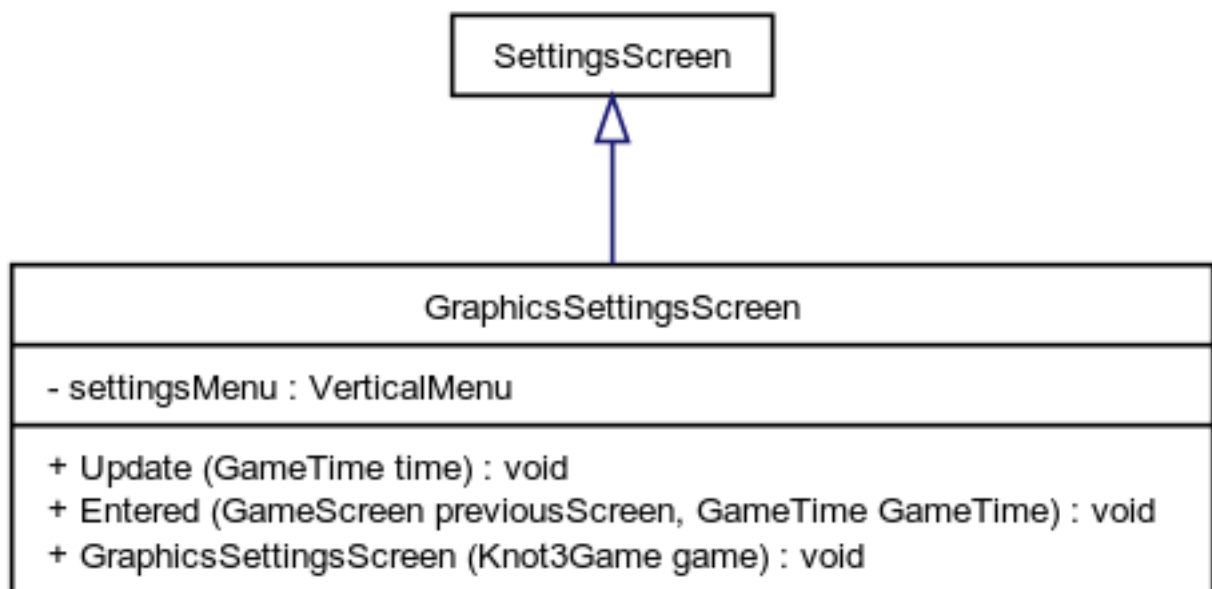 SettingsScreen
GraphicsSettingsScreen
- settingsMenu : VerticalMenu
+ Update (GameTime time) : void
+ Entered (GameScreen previousScreen, GameTime GameTime) : void
+ GraphicsSettingsScreen (Knot3Game game) : void